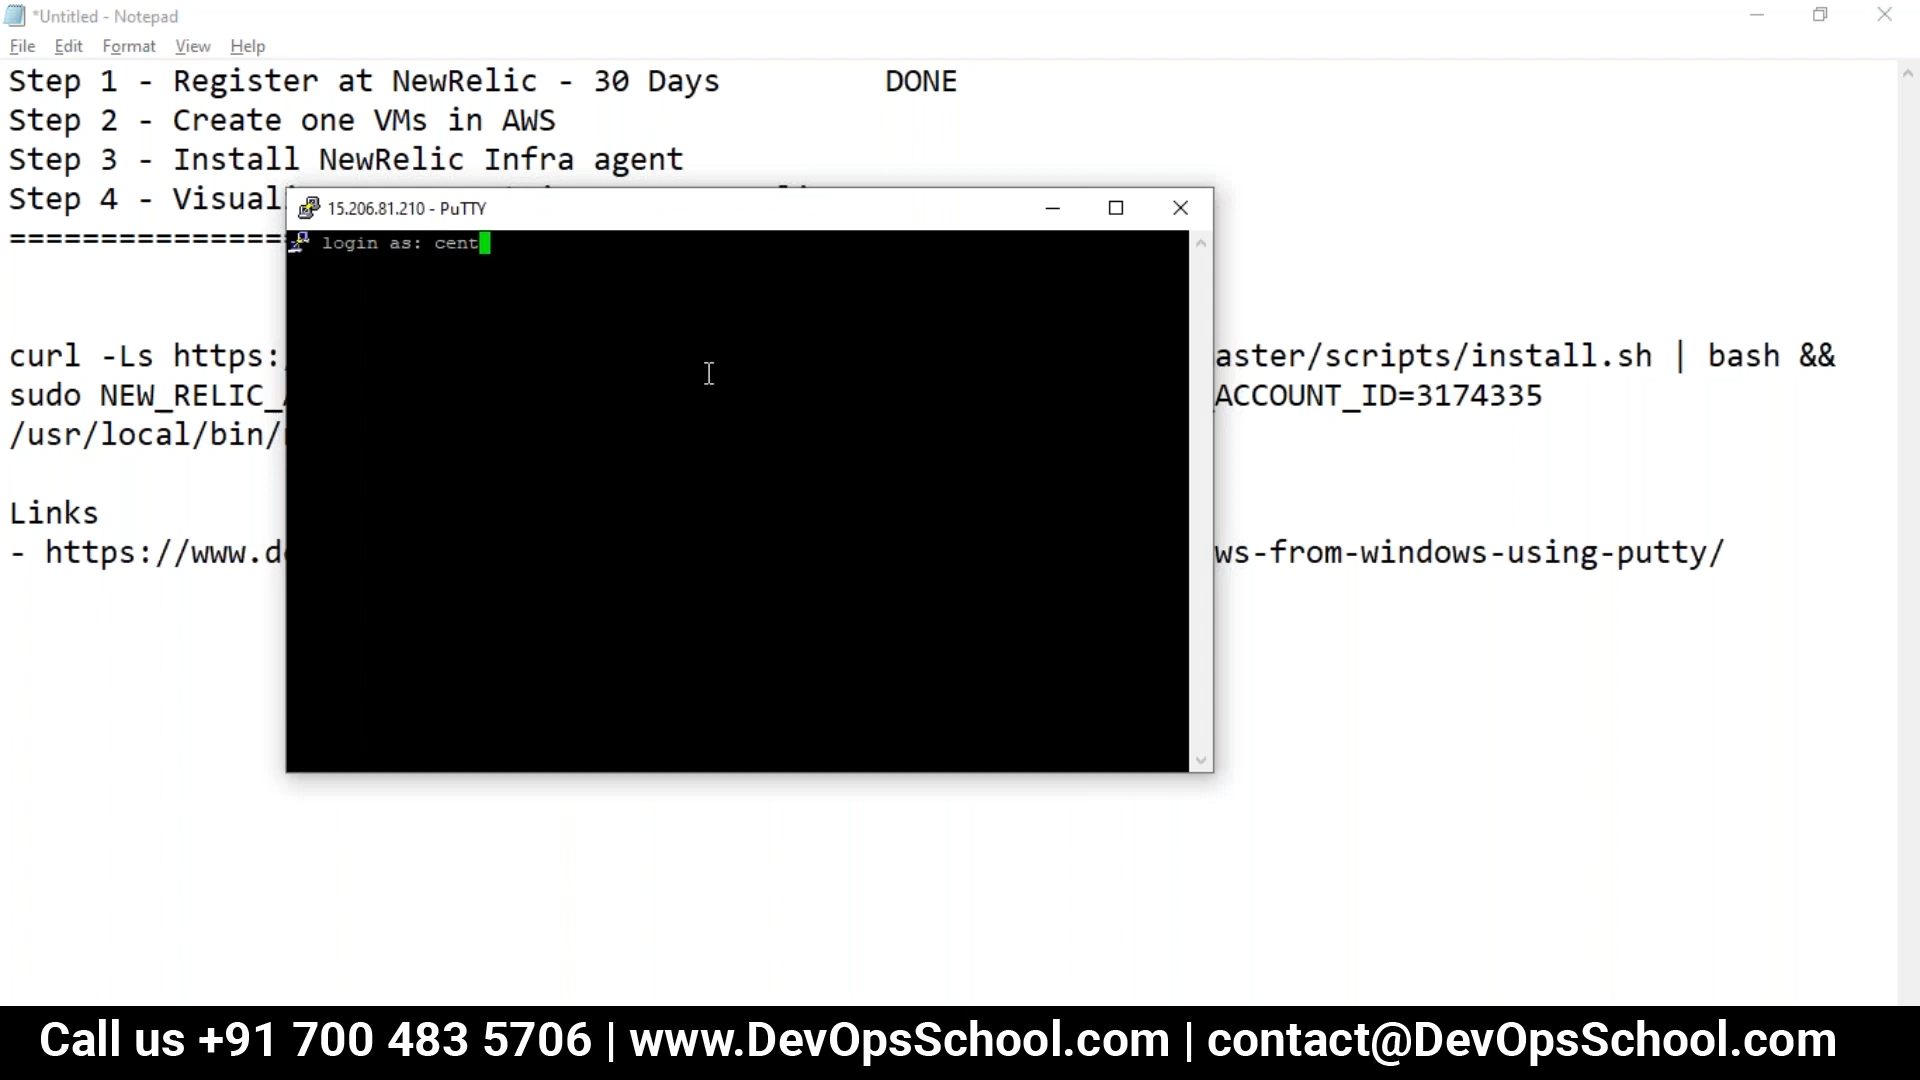 *Untitled - Notepad
File Edit Format View Help
Step 1 - Register at NewRelic - 30 Days DONE
Step 2 - Create one VMs in AWS
Step 3 - Install NewRelic Infra agent
Step 4 -
15.206.81.210 - PuTTY
login as: cent
curl -Ls https: aster/scripts/install.sh | bash &&
sudo NEW_RELIC_ ACCOUNT_ID=3174335
/usr/local/bin/
Links
- https://www.d ws-from-windows-using-putty/
Call us +91 700 483 5706 | www.DevOpsSchool.com | contact@DevOpsSchool.com